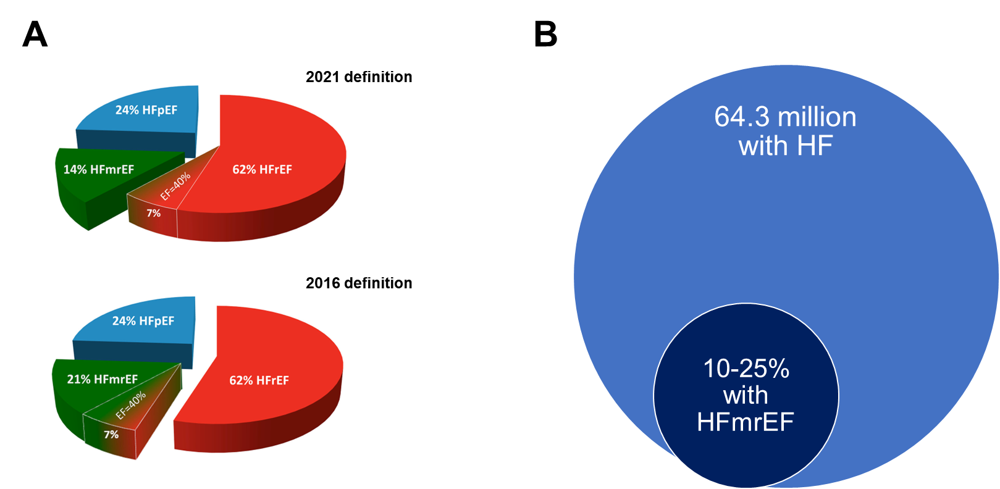 A
2021 definition
24% HFpEF
14% HFmrEF
62% HFrEF
EF=40%
7%
2016 definition
24% HFpEF
21% HFmrEF
62% HFrEF
EF=40%
7%
B
64.3 million
with HF
10-25%
with
HFmrEF